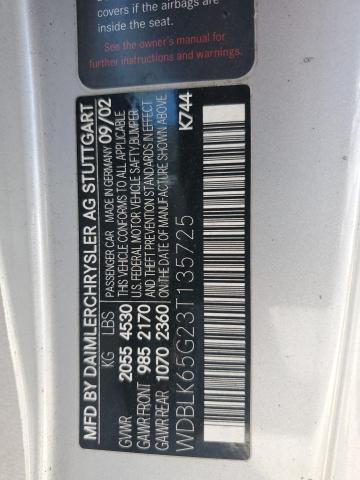 covers if the airbags are
inside the seat.
See the owner's manual for
further instructions and warnings.
MFD BY DAIMLERCHRYSLER AG STUTTGART
KG LBS PASSENGER CAR MADE IN GERMANY 09/02
GVWR 2055 4530 THIS VEHICLE CONFORMS TO ALL APPLICABLE
GAWR FRONT 985 2170 U.S. FEDERAL MOTOR VEHICLE SAFTY, BUMPER
GAWR REAR 1070 2360 AND THEFT PREVENTION STANDARDS IN EFFECT
ON THE DATE OF MANUFACTURE SHOWN ABOVE
WDBLK65G23T135725 K744